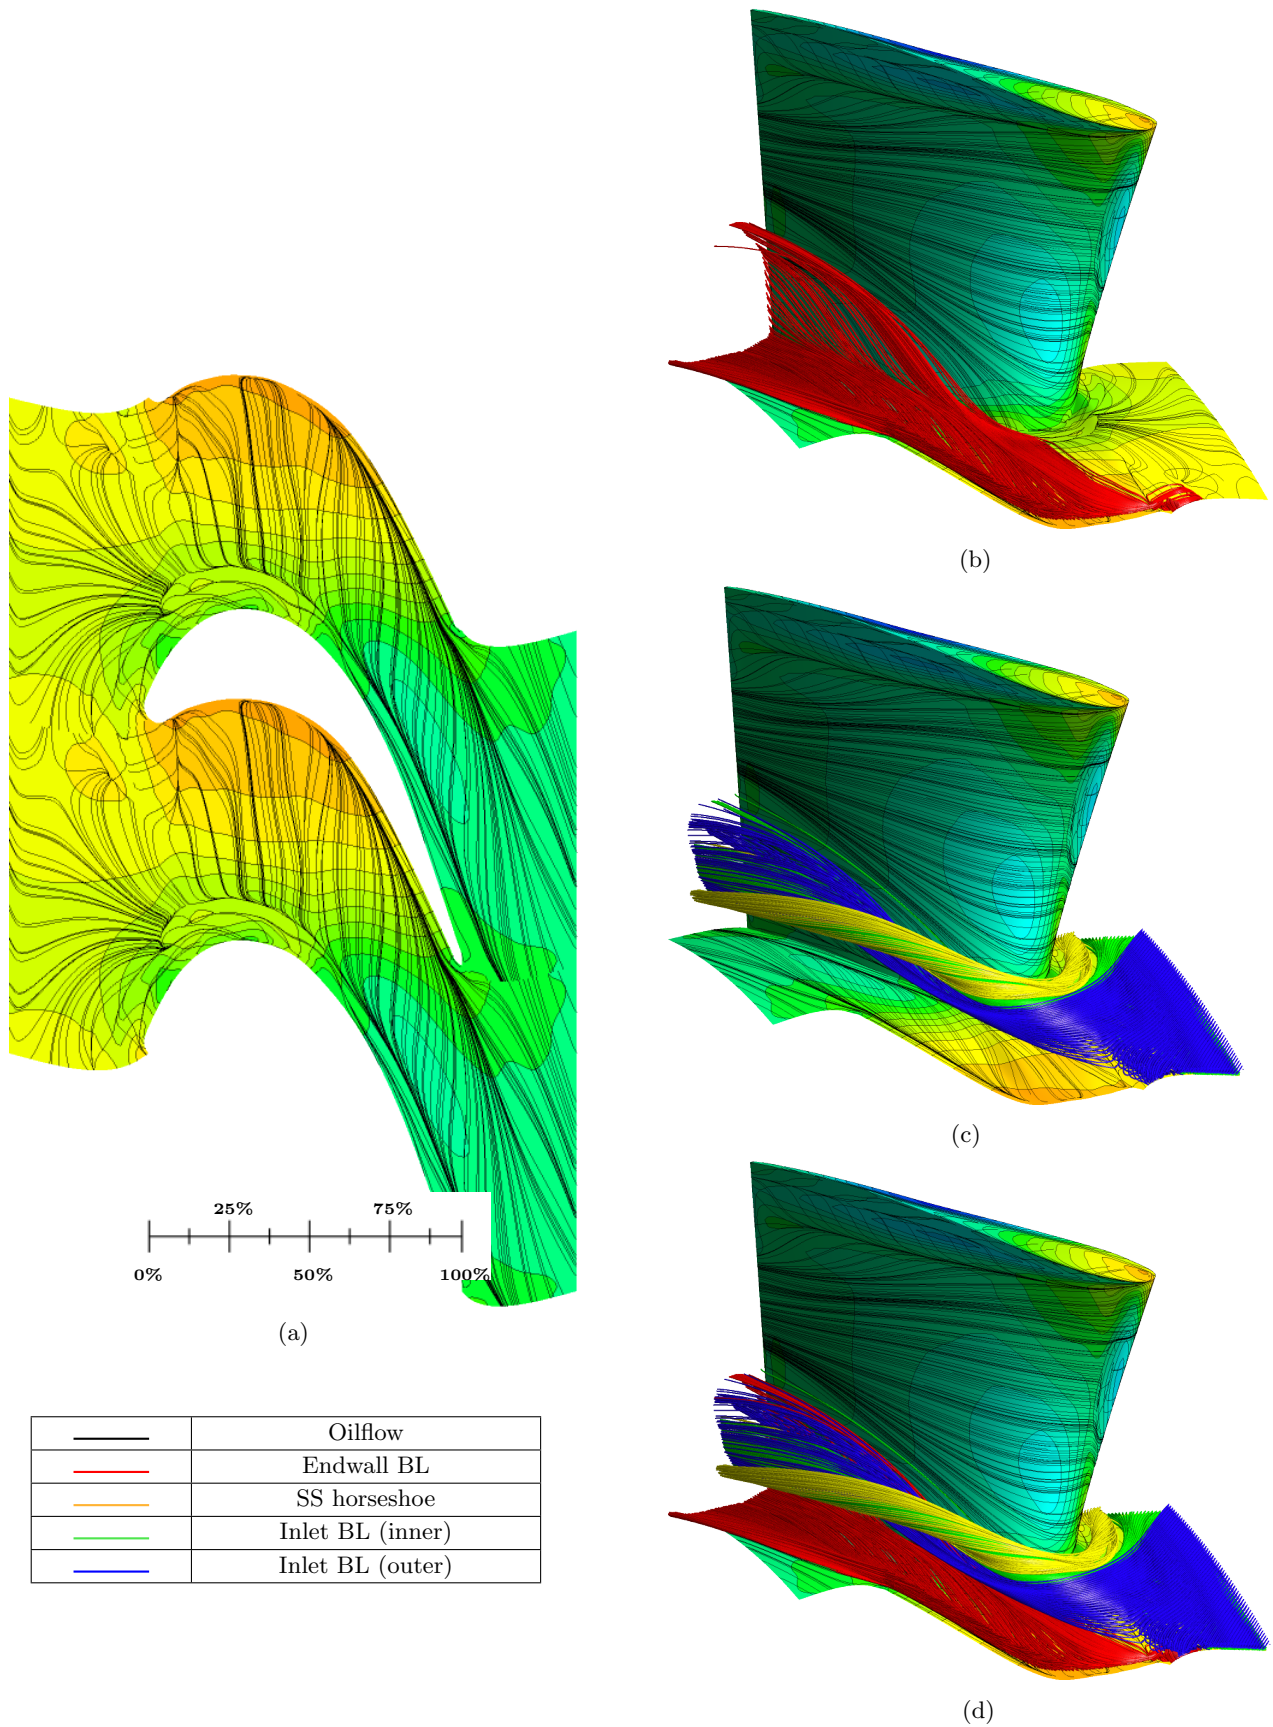 (b)
(c)
25% 75%
0% 50% 100%
(a)
Oilflow
Endwall BL
SS horseshoe
Inlet BL (inner)
Inlet BL (outer)
(d)